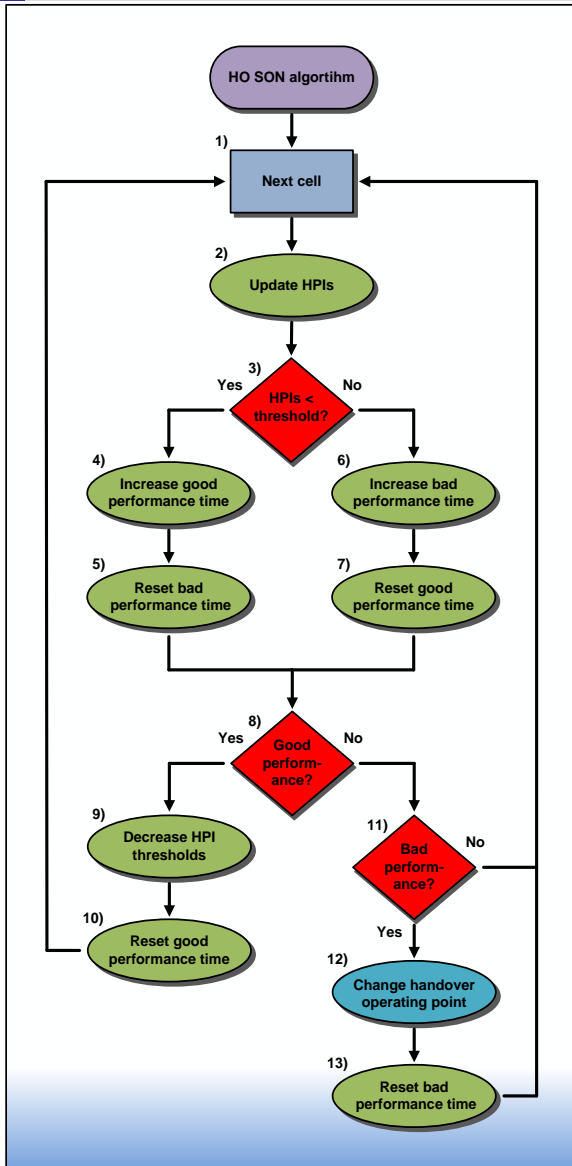 HO SON algortihm
1)
Next cell
2)
Update HPIs
3)
Yes
No
HPIs <
threshold?
4)
Increase good
performance time
6)
Increase bad
performance time
5)
Reset bad
performance time
7)
Reset good
performance time
8)
Yes
No
Good
perform-
ance?
9)
Decrease HPI
thresholds
11)
No
Bad
perform-
ance?
10)
Reset good
performance time
Yes
12)
Change handover
operating point
13)
Reset bad
performance time